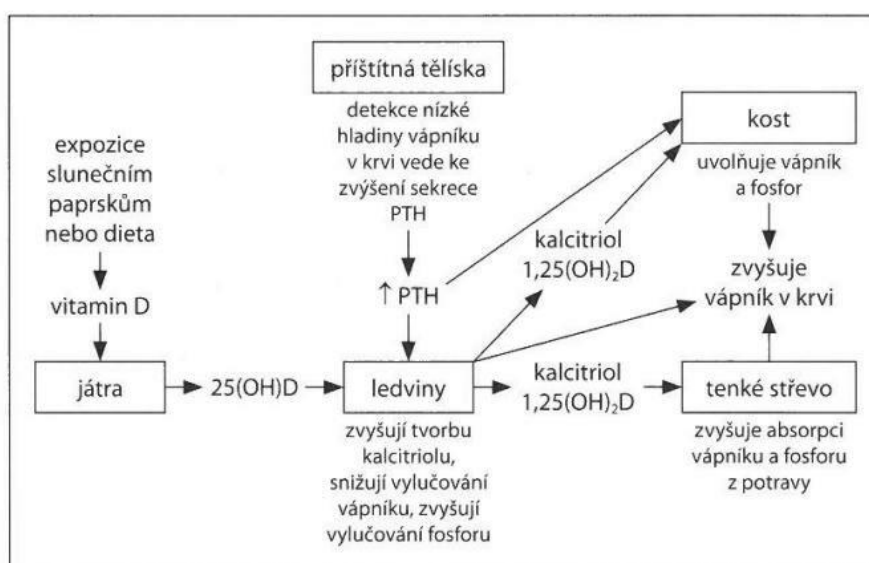 příštítná tělíska
detekce nízké
hladiny vápníku
v krvi vede ke
zvýšení sekrece
PTH
↑ PTH
expozice
slunečním
paprskům
nebo dieta
vitamin D
játra
25(OH)D
ledviny
zvyšují tvorbu
kalcitriolu,
snižují vylučování
vápníku, zvyšují
vylučování fosforu
kalcitriol
1,25(OH)₂D
kalcitriol
1,25(OH)₂D
kost
uvolňuje vápník
a fosfor
zvyšuje
vápník v krvi
tenké střevo
zvyšuje absorpci
vápníku a fosforu
z potravy